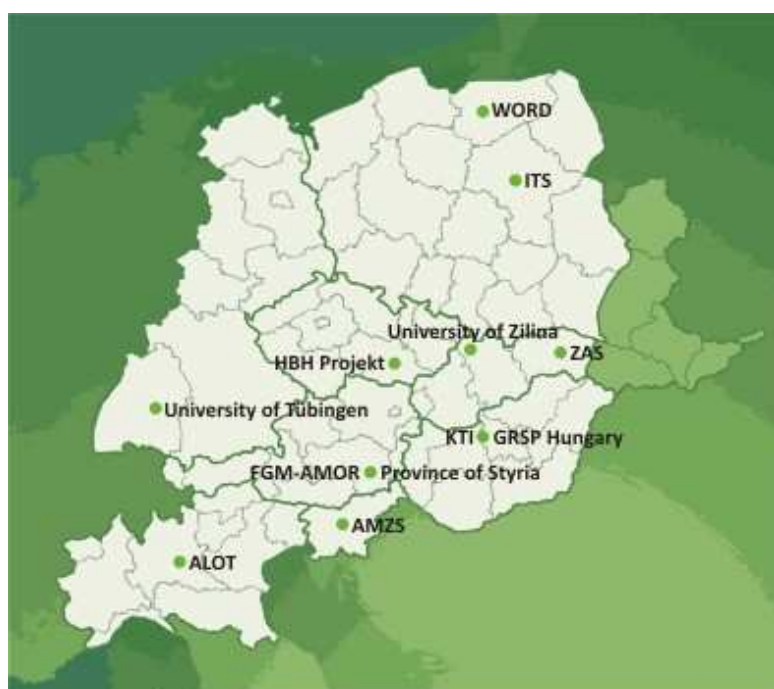 WORD
ITS
University of Zilina
HBH Projekt
ZAS
University of Tübingen
KTI GRSP Hungary
FGM-AMOR Province of Styria
AMZS
ALOT